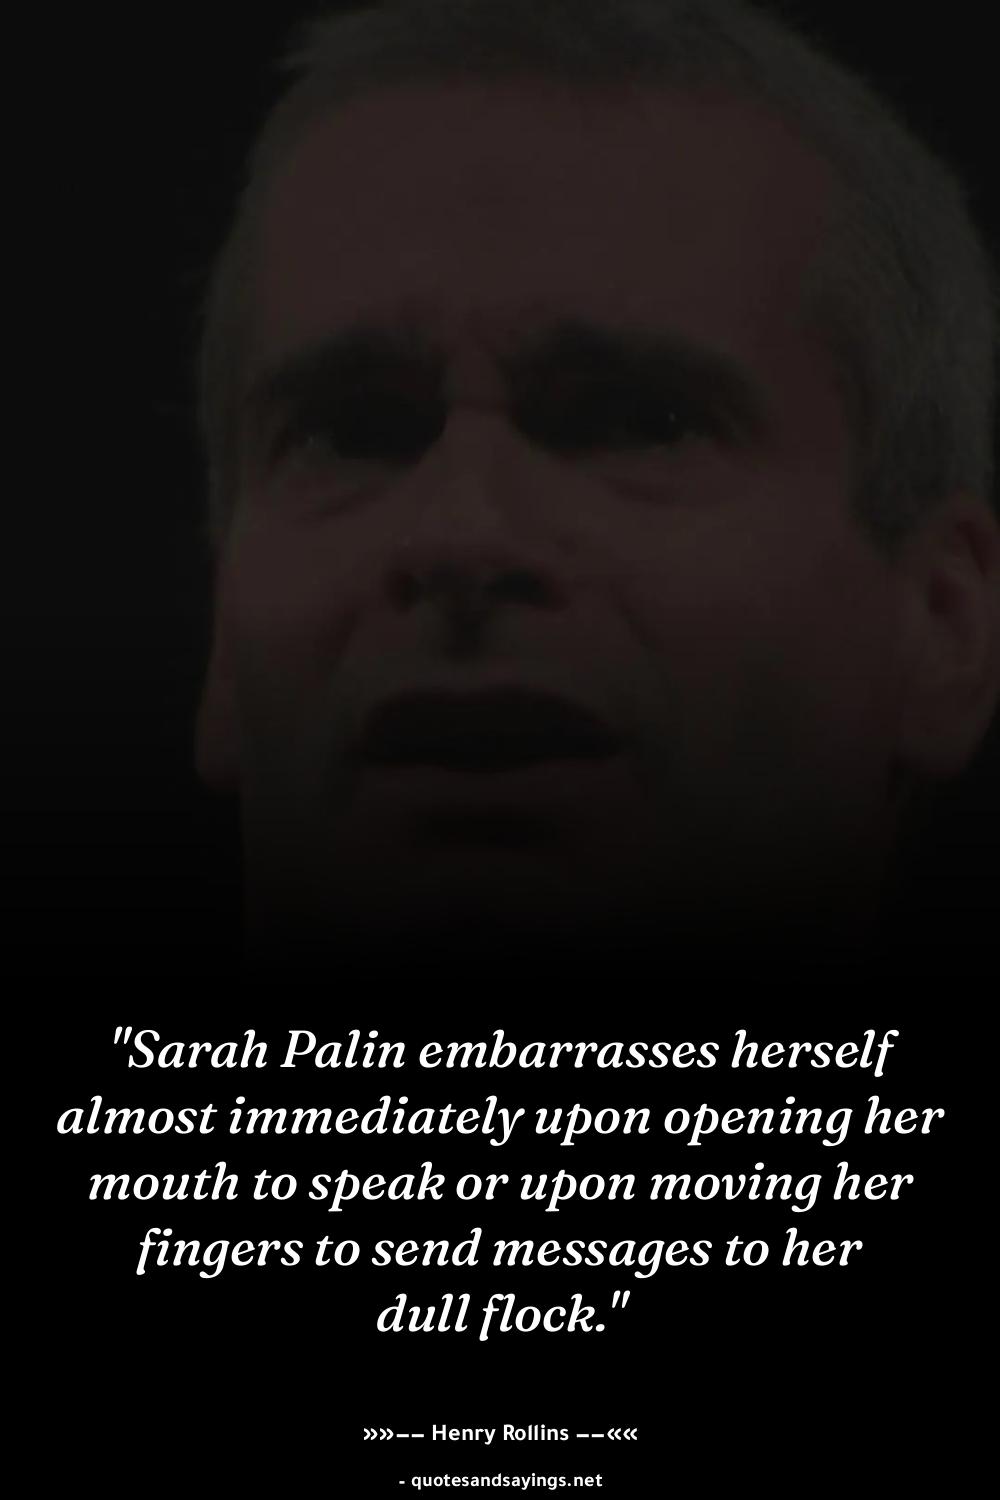 "Sarah Palin embarrasses herself
almost immediately upon opening her
mouth to speak or upon moving her
fingers to send messages to her
dull flock."
»»−− Henry Rollins −−««
- quotesandsayings.net